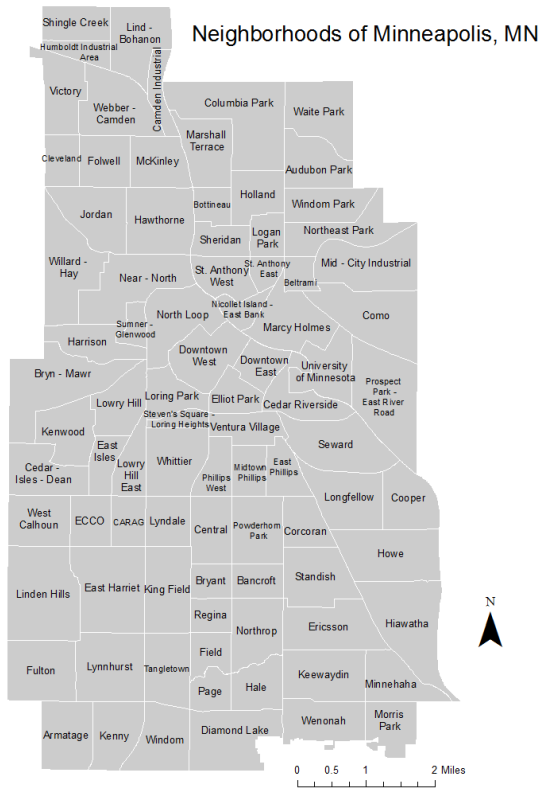 Neighborhoods of Minneapolis, MN
Shingle Creek
Lind -
Bohanon
Humboldt Industrial
Area
Camden Industrial
Victory
Webber -
Camden
Columbia Park
Waite Park
Marshall
Terrace
Cleveland
Folwell
McKinley
Audubon Park
Holland
Bottineau
Windom Park
Jordan
Hawthorne
Logan
Park
Northeast Park
Sheridan
Willard -
Hay
Near - North
St. Anthony
West
St. Anthony
East
Mid - City Industrial
Beltrami
Nicollet Island -
East Bank
North Loop
Como
Sumner -
Glenwood
Marcy Holmes
Harrison
Downtown
West
Downtown
East
University
of Minnesota
Bryn - Mawr
Prospect
Park -
East River
Road
Lowry Hill
Loring Park
Elliot Park
Cedar Riverside
Steven's Square -
Loring Heights
Ventura Village
Kenwood
East
Isles
Seward
Cedar -
Isles - Dean
Lowry
Hill
East
Whittier
Phillips
West
Midtown
Phillips
East
Phillips
Longfellow
Cooper
West
Calhoun
ECCO
CARAG
Lyndale
Central
Powderhorn
Park
Corcoran
Howe
Linden Hills
East Harriet
King Field
Bryant
Bancroft
Standish
Regina
Northrop
Ericsson
Hiawatha
Field
Fulton
Lynnhurst
Tangletown
Keewaydin
Minnehaha
Page
Hale
Armatage
Kenny
Windom
Diamond Lake
Wenonah
Morris
Park
N
0 0.5 1 2 Miles